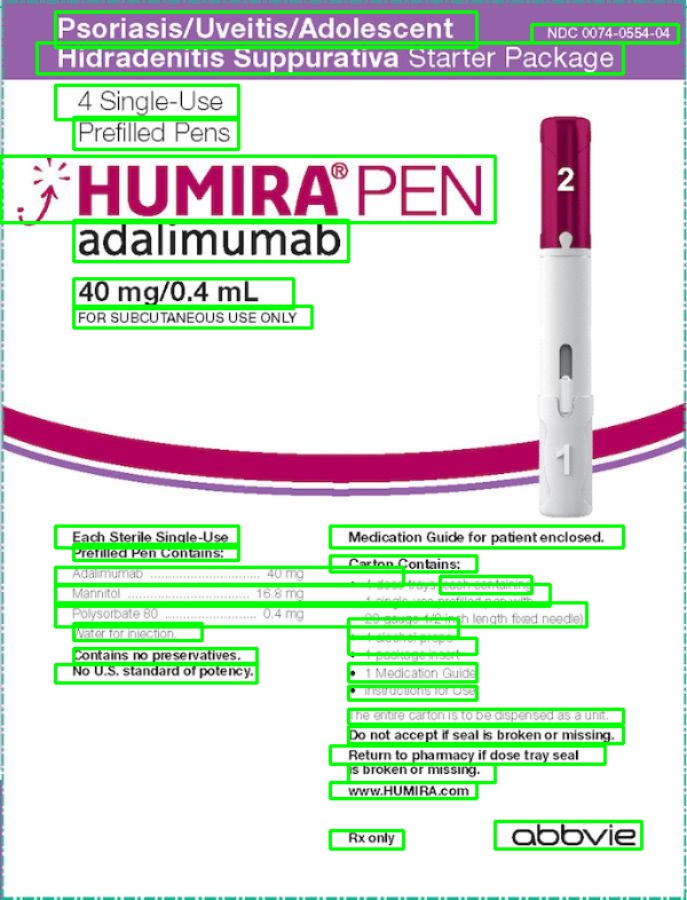 Psoriasis/Uveitis/Adolescent
NDC 0074-0554-04
Hidradenitis Suppurativa Starter Package
4 Single-Use
Prefilled Pens
HUMIRA® PEN
adalimumab
40 mg/0.4 mL
FOR SUBCUTANEOUS USE ONLY
2
1
Each Sterile Single-Use
Prefilled Pen Contains:
Adalimumab ................................ 40 mg
Mannitol ................................... 16.8 mg
Polysorbate 80 .......................... 0.4 mg
Water for injection.
Contains no preservatives.
No U.S. standard of potency.
Medication Guide for patient enclosed.
Carton Contains:
• 4 dose trays (each containing
1 single-use prefilled pen with
gauge 1/2 inch length fixed needle)
• 4 alcohol preps
• 1 package insert
• 1 Medication Guide
• Instructions for Use
The entire carton is to be dispensed as a unit.
Do not accept if seal is broken or missing.
Return to pharmacy if dose tray seal
is broken or missing.
www.HUMIRA.com
Rx only
abbvie